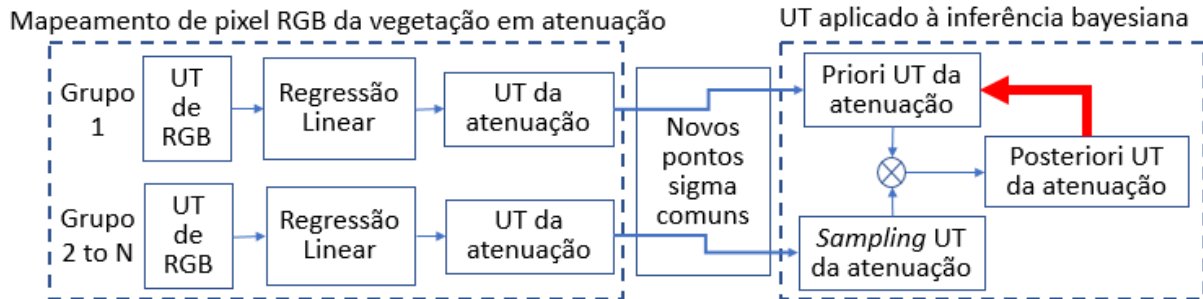 Mapeamento de pixel RGB da vegetação em atenuação
UT aplicado à inferência bayesiana
Grupo
1
UT
de
RGB
Regressão
Linear
UT da
atenuação
Grupo
2 to N
UT
de
RGB
Regressão
Linear
UT da
atenuação
Novos
pontos
sigma
comuns
Priori UT da
atenuação
Posteriori UT
da atenuação
Sampling UT
da atenuação